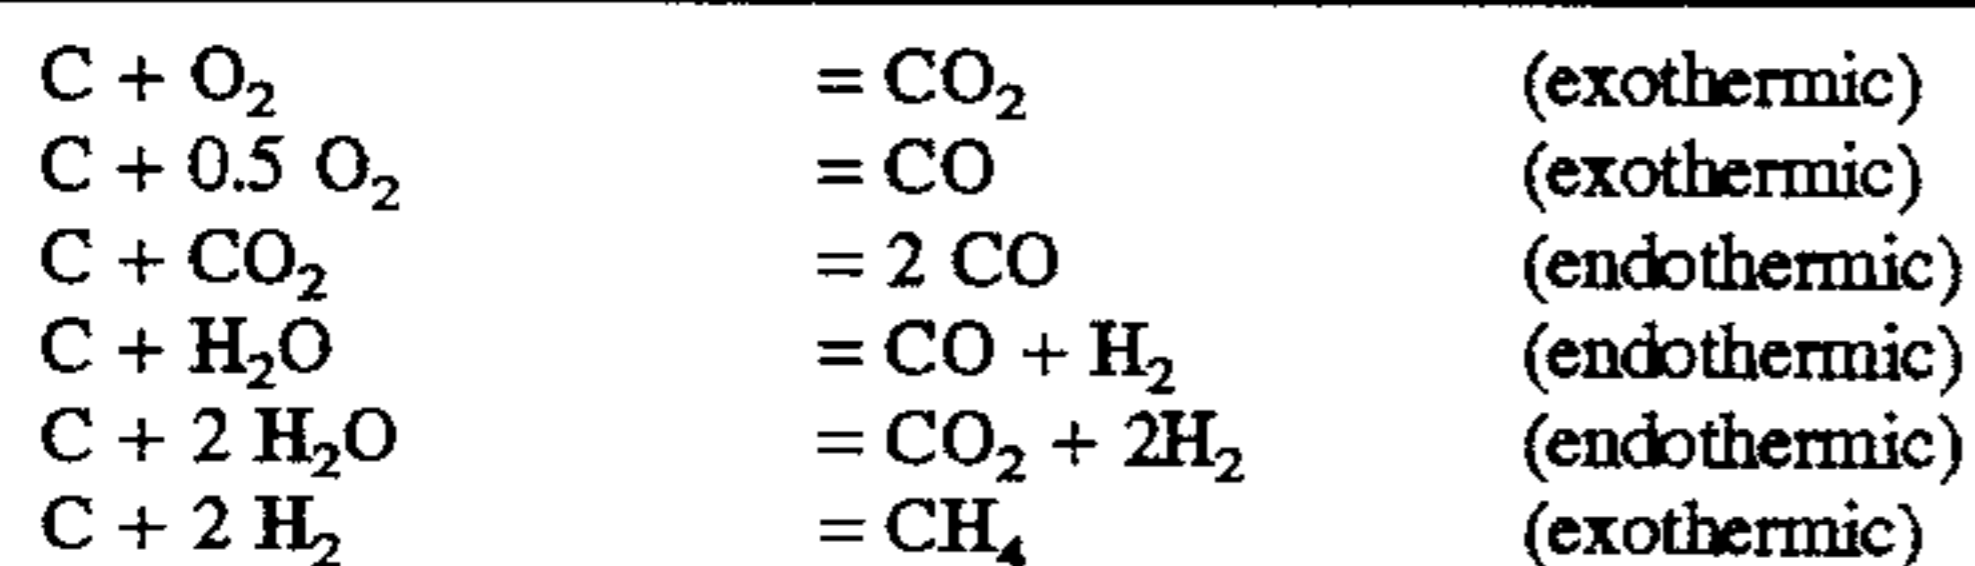 C + O₂ = CO₂ (exothermic)
C + 0.5 O₂ = CO (exothermic)
C + CO₂ = 2 CO (endothermic)
C + H₂O = CO + H₂ (endothermic)
C + 2 H₂O = CO₂ + 2H₂ (endothermic)
C + 2 H₂ = CH₄ (exothermic)